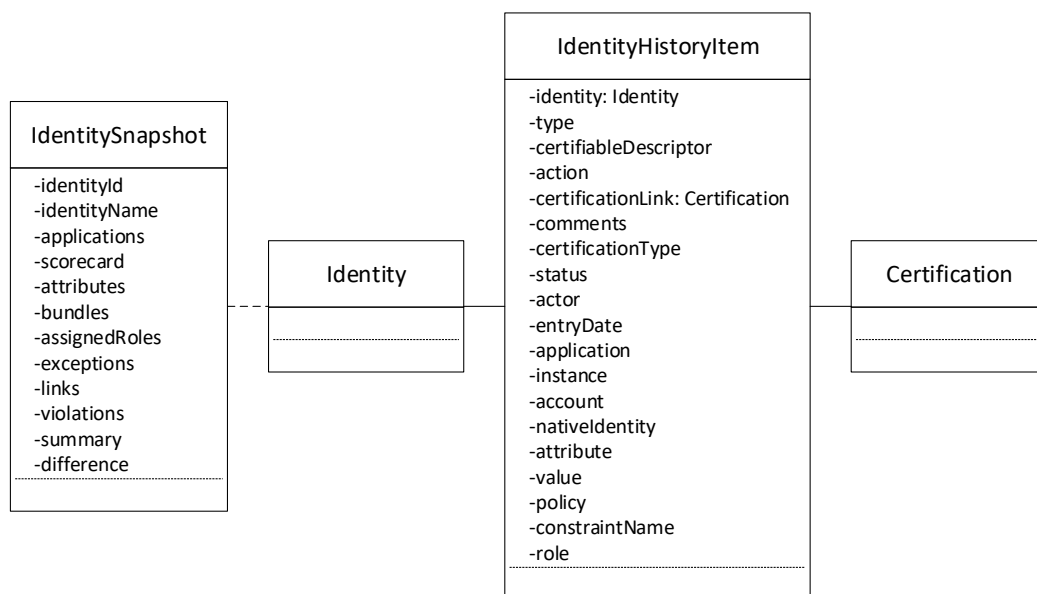 IdentitySnapshot
-identityId
-identityName
-applications
-scorecard
-attributes
-bundles
-assignedRoles
-exceptions
-links
-violations
-summary
-difference
Identity
IdentityHistoryItem
-identity: Identity
-type
-certifiableDescriptor
-action
-certificationLink: Certification
-comments
-certificationType
-status
-actor
-entryDate
-application
-instance
-account
-nativeIdentity
-attribute
-value
-policy
-constraintName
-role
Certification